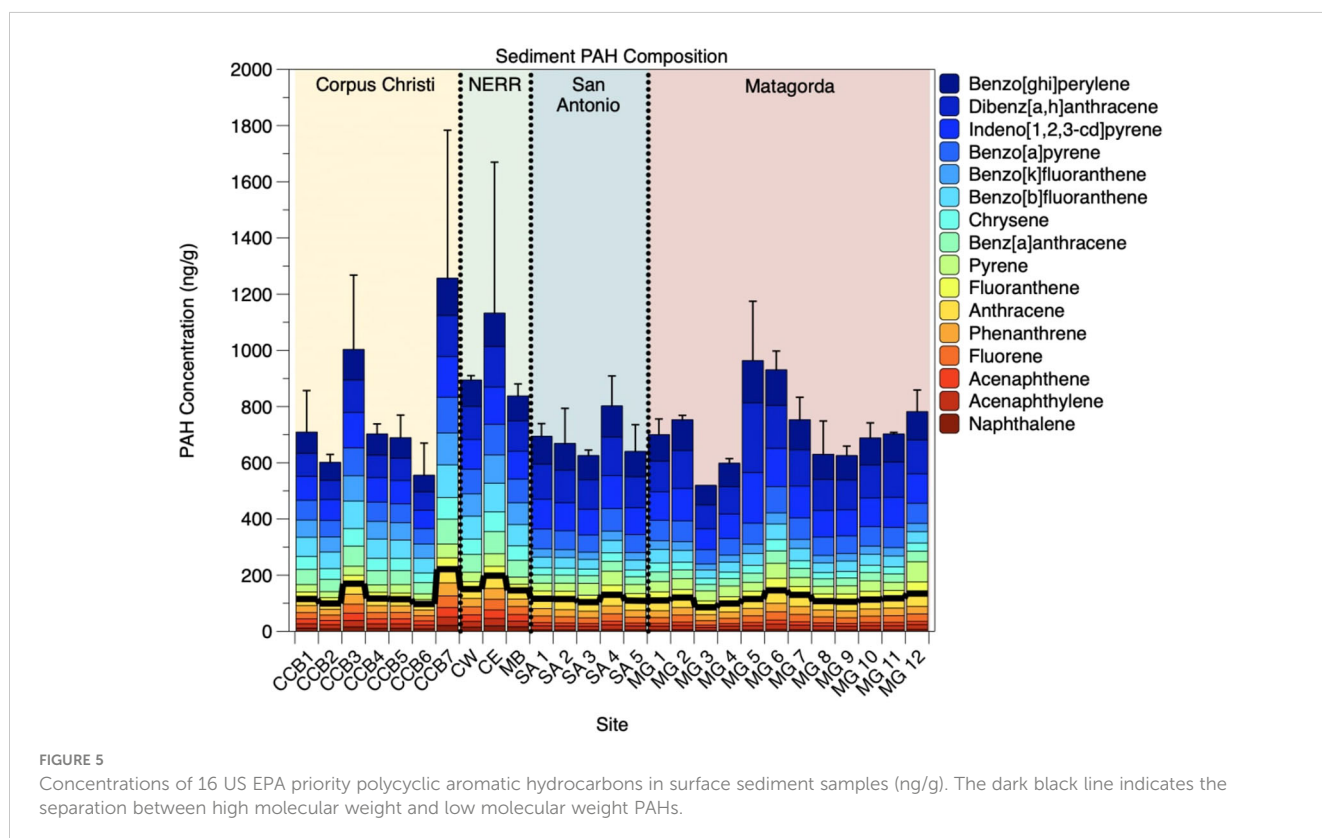 Sediment PAH Composition
Corpus Christi
NERR
San
Antonio
Matagorda
PAH Concentration (ng/g)
2000
1800
1600
1400
1200
1000
800
600
400
200
0
CCB1
CCB2
CCB3
CCB4
CCB5
CCB6
CCB7
CW
CE
MB
SA 1
SA 2
SA 3
SA 4
SA 5
MG 1
MG 2
MG 3
MG 4
MG 5
MG 6
MG 7
MG 8
MG 9
MG 10
MG 11
MG 12
Site
Benzo[ghi]perylene
Dibenz[a,h]anthracene
Indeno[1,2,3-cd]pyrene
Benzo[a]pyrene
Benzo[k]fluoranthene
Benzo[b]fluoranthene
Chrysene
Benz[a]anthracene
Pyrene
Fluoranthene
Anthracene
Phenanthrene
Fluorene
Acenaphthene
Acenaphthylene
Naphthalene
FIGURE 5
Concentrations of 16 US EPA priority polycyclic aromatic hydrocarbons in surface sediment samples (ng/g). The dark black line indicates the
separation between high molecular weight and low molecular weight PAHs.